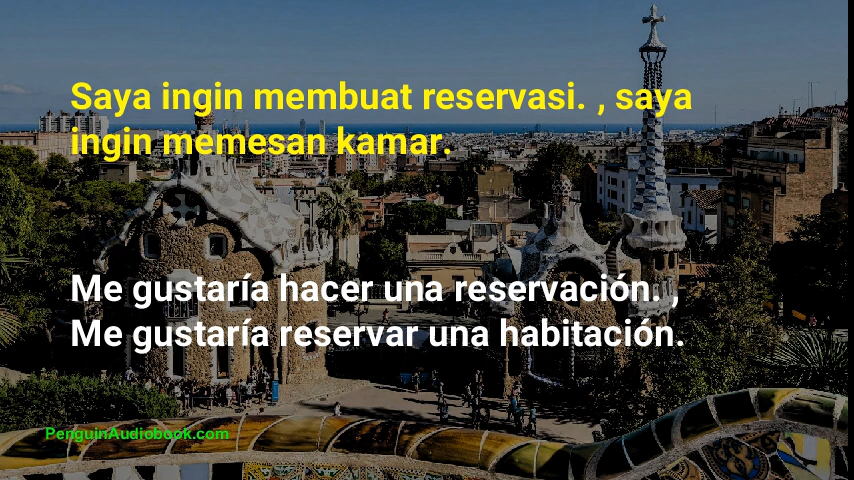 Saya ingin membuat reservasi. , saya
ingin memesan kamar.
Me gustaría hacer una reservación. ,
Me gustaría reservar una habitación.
PenguinAudiobook.com